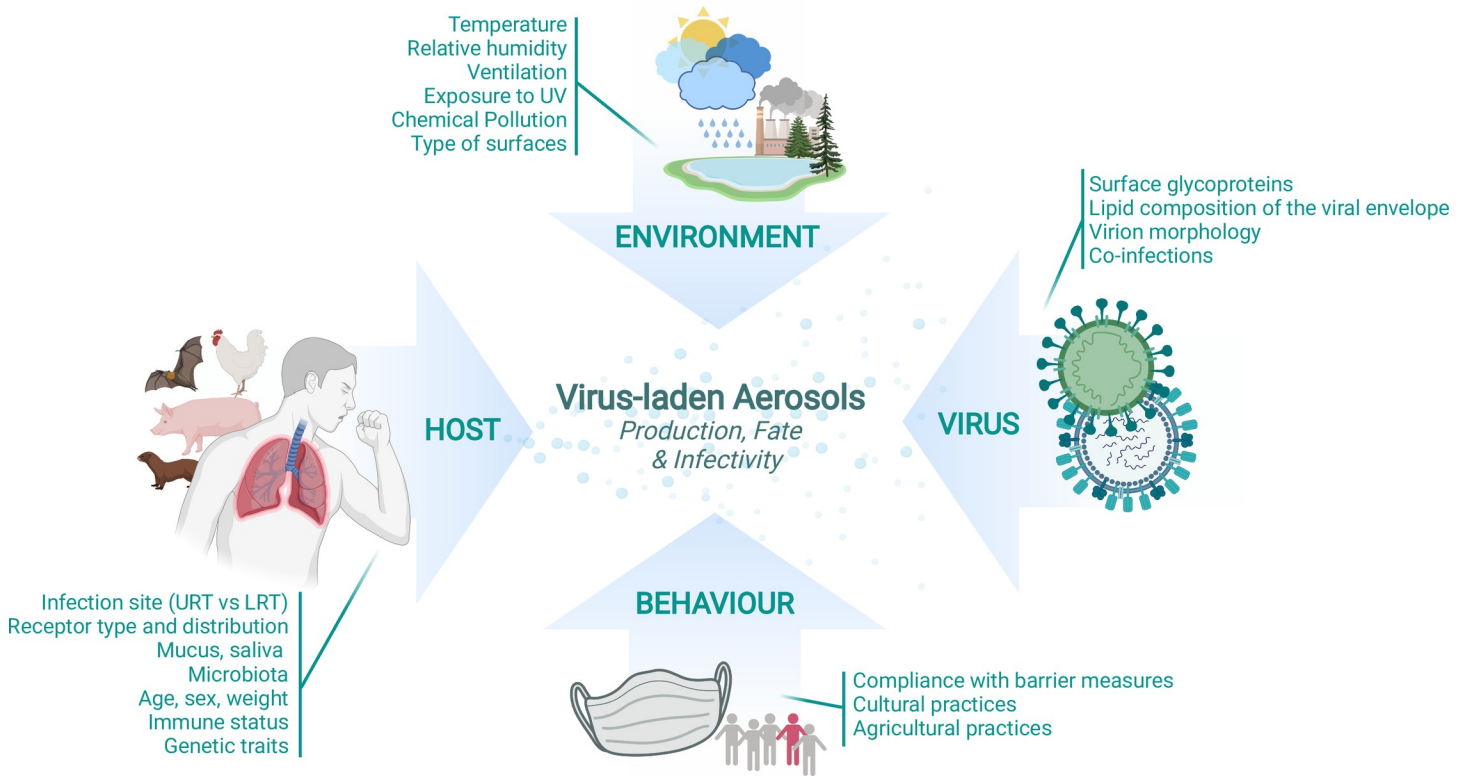 Temperature
Relative humidity
Ventilation
Exposure to UV
Chemical Pollution
Type of surfaces
ENVIRONMENT
Surface glycoproteins
Lipid composition of the viral envelope
Virion morphology
Co-infections
HOST
Virus-laden Aerosols
Production, Fate
& Infectivity
VIRUS
Infection site (URT vs LRT)
Receptor type and distribution
Mucus, saliva
Microbiota
Age, sex, weight
Immune status
Genetic traits
BEHAVIOUR
Compliance with barrier measures
Cultural practices
Agricultural practices